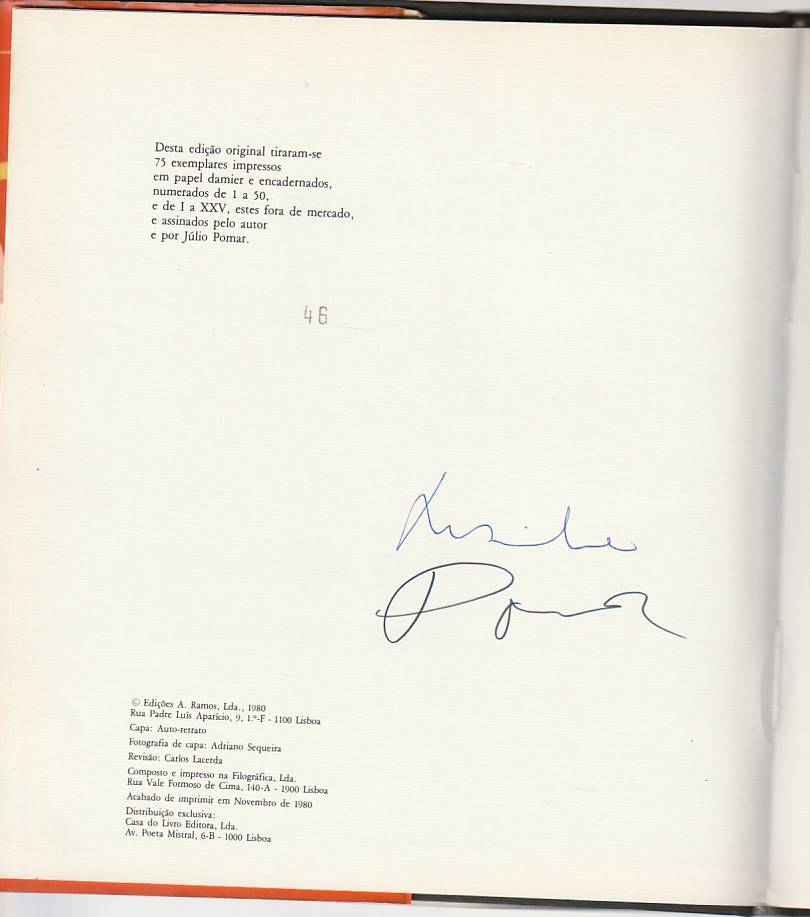 Desta edição original tiraram-se
75 exemplares impressos
em papel damier e encadernados,
numerados de 1 a 50,
e de I a XXV, estes fora de mercado,
e assinados pelo autor
e por Júlio Pomar.
46
Pomar
© Edições A. Ramos, Lda., 1980
Rua Padre Luís Aparício, 9, 1.º-F - 1100 Lisboa
Capa: Auto-retrato
Fotografia de capa: Adriano Sequeira
Revisão: Carlos Lacerda
Composto e impresso na Filográfica, Lda.
Rua Vale Formoso de Cima, 140-A - 1900 Lisboa
Acabado de imprimir em Novembro de 1980
Distribuição exclusiva:
Casa do Livro Editora, Lda.
Av. Poeta Mistral, 6-B - 1000 Lisboa